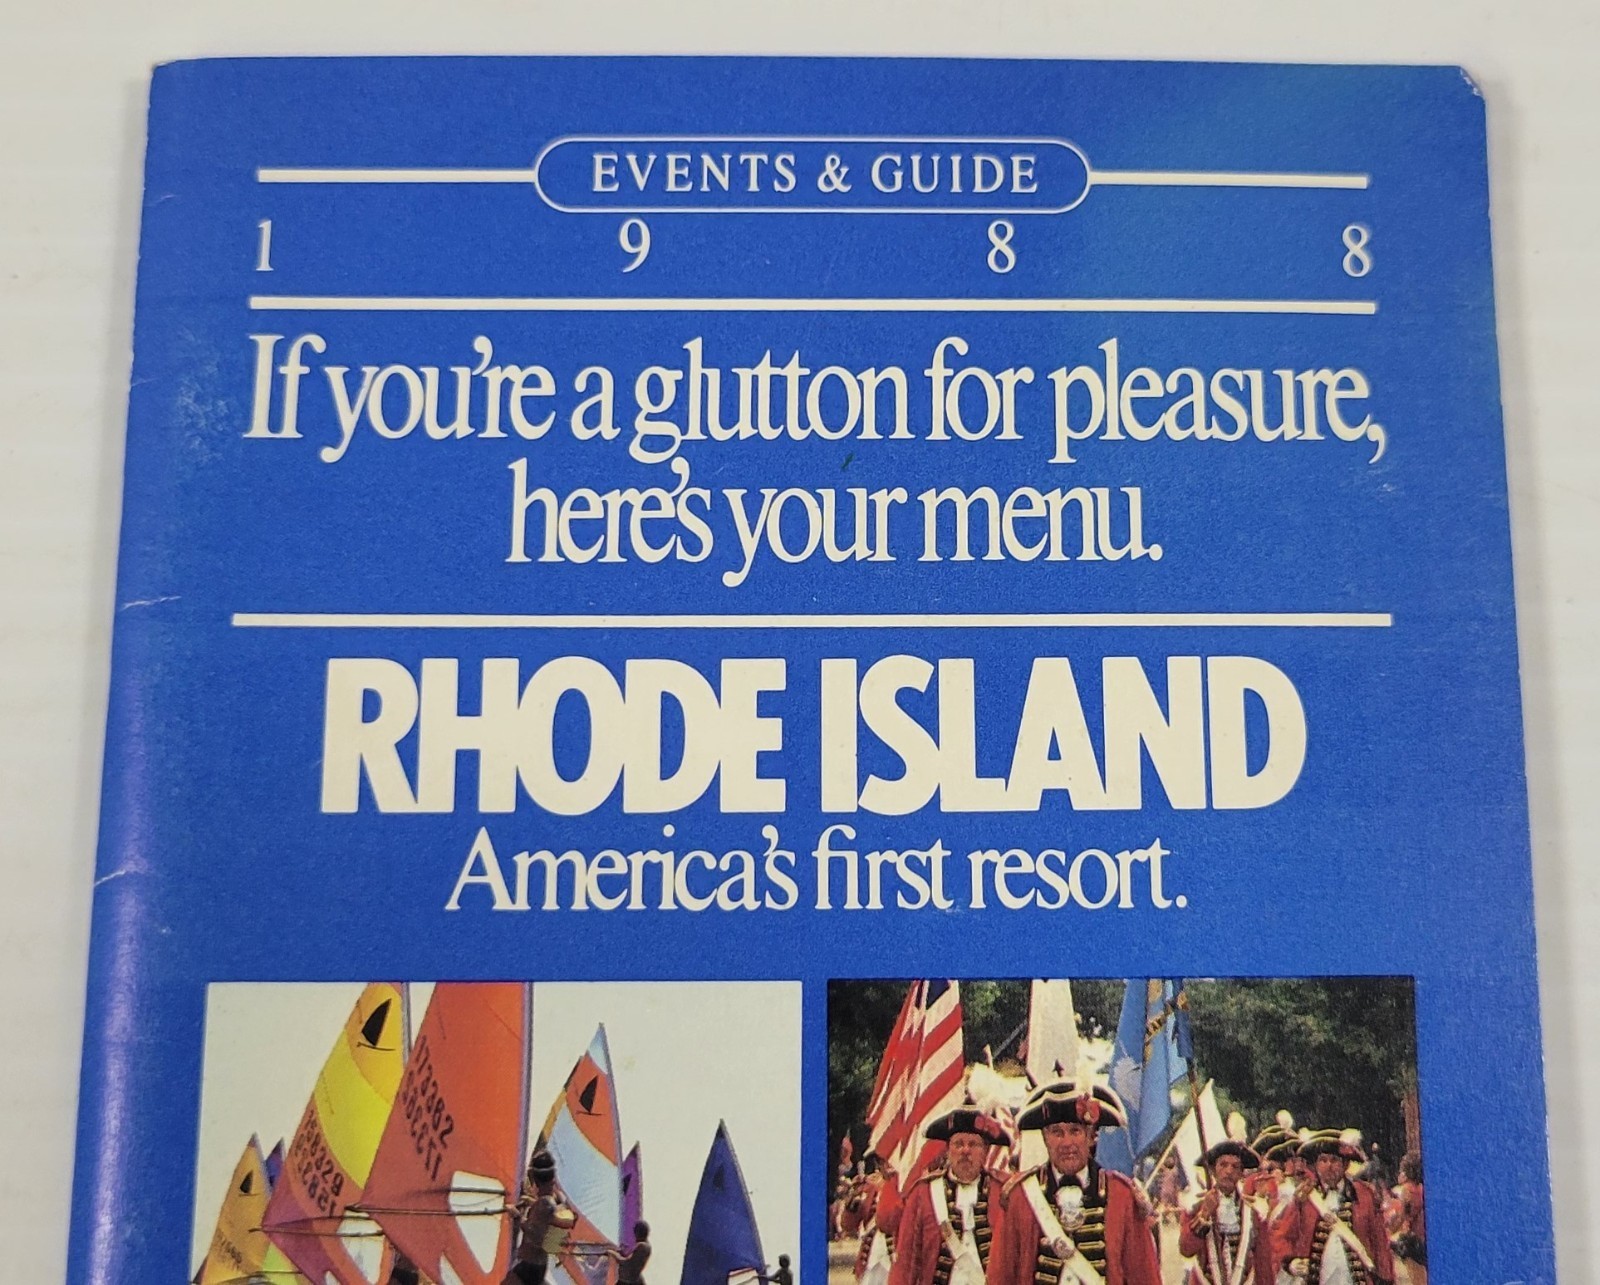 EVENTS & GUIDE
1 9 8 8
If you're a glutton for pleasure,
here's your menu.
RHODE ISLAND
America's first resort.
173382